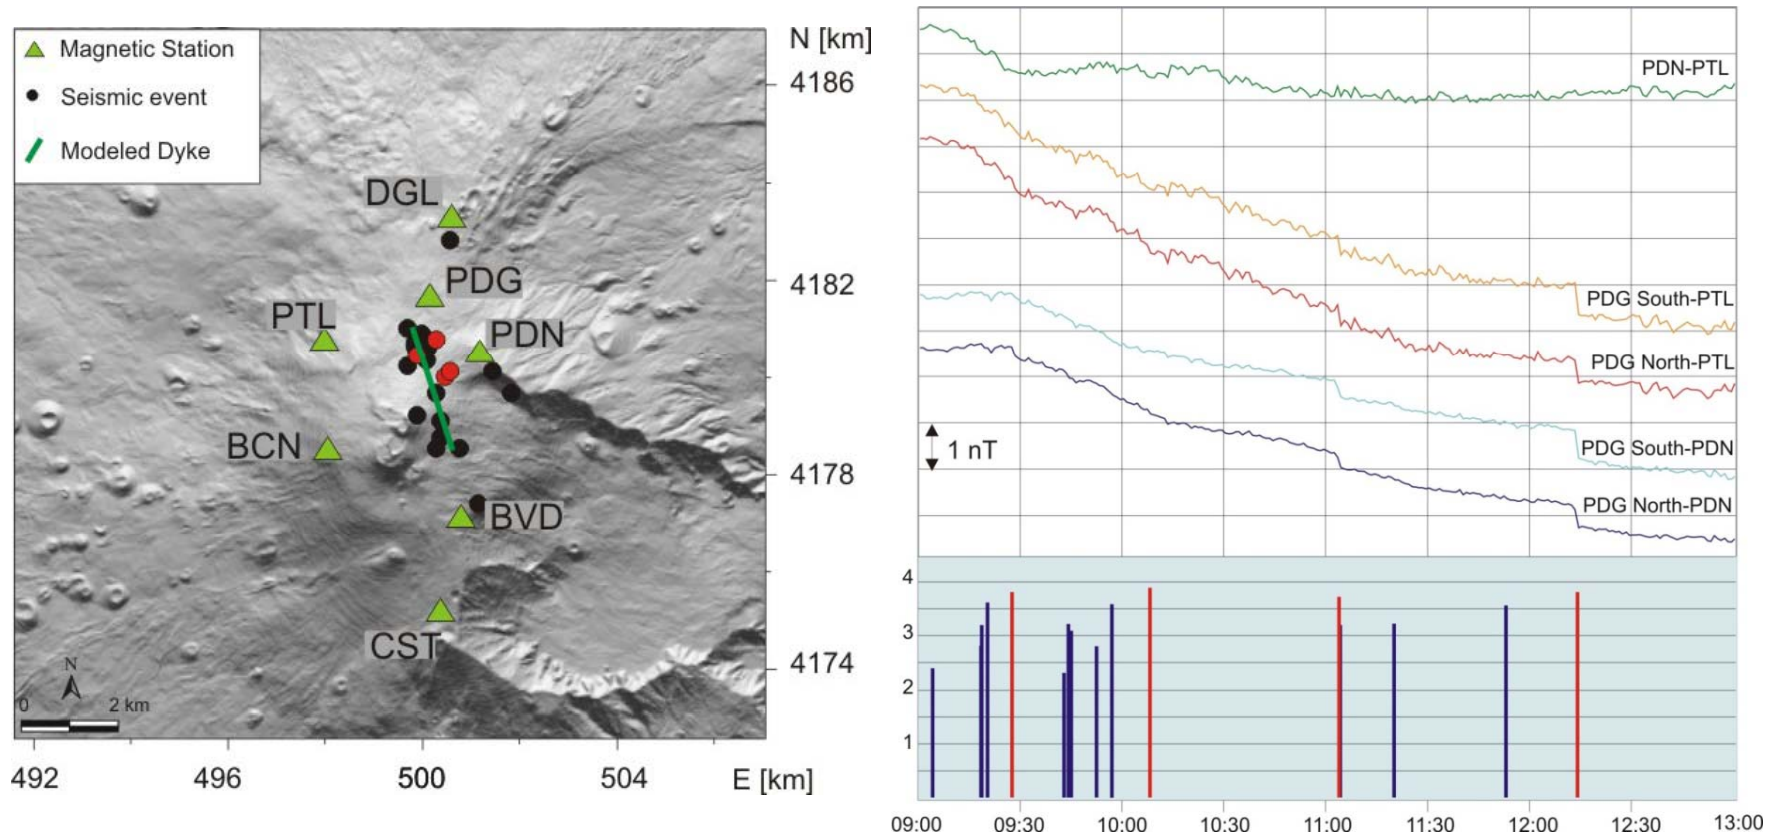 Magnetic Station
Seismic event
Modeled Dyke
N [km]
4186
4182
4178
4174
DGL
PDG
PTL
PDN
BCN
BVD
CST
N
0 2 km
492 496 500 504 E [km]
PDN-PTL
PDG South-PTL
PDG North-PTL
1 nT
PDG South-PDN
PDG North-PDN
4
3
2
1
09:00 09:30 10:00 10:30 11:00 11:30 12:00 12:30 13:00